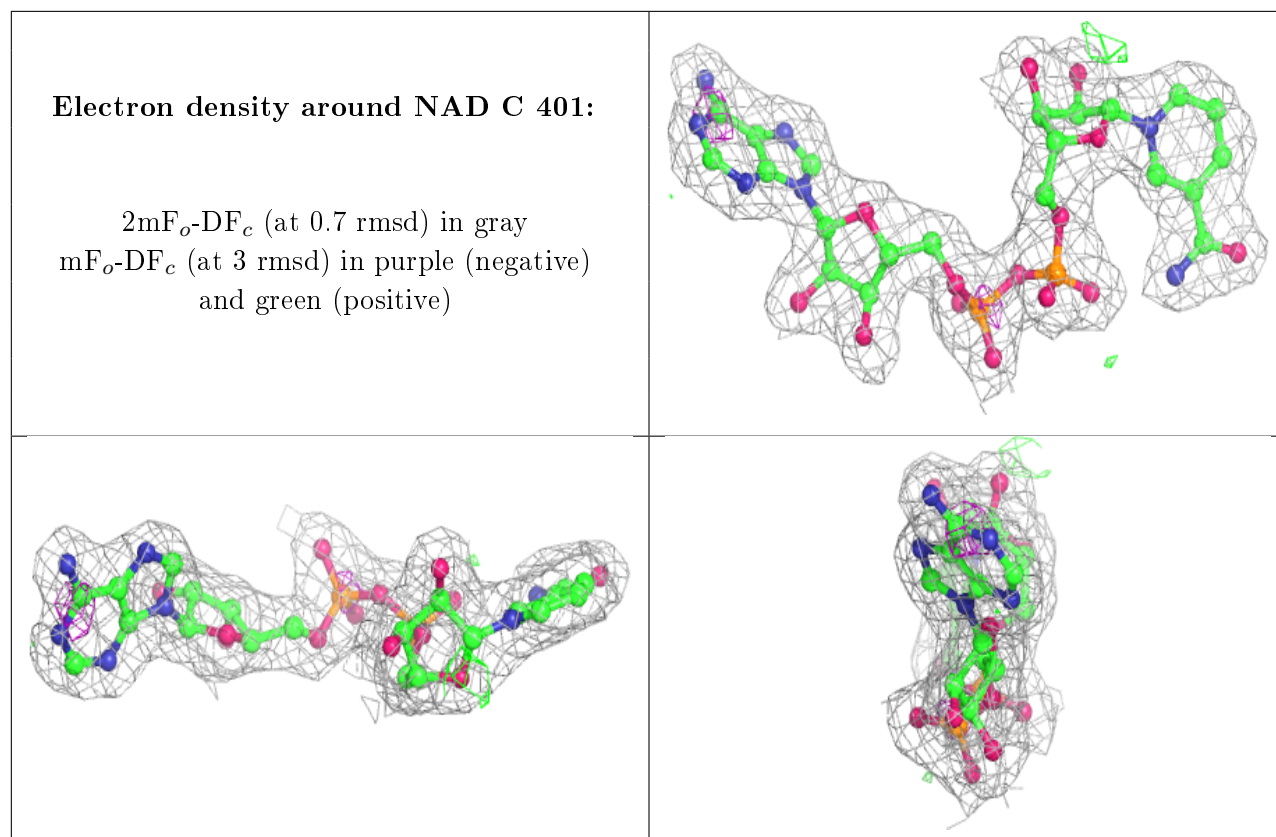 Electron density around NAD C 401:
2mFo-DFc (at 0.7 rmsd) in gray
mFo-DFc (at 3 rmsd) in purple (negative)
and green (positive)